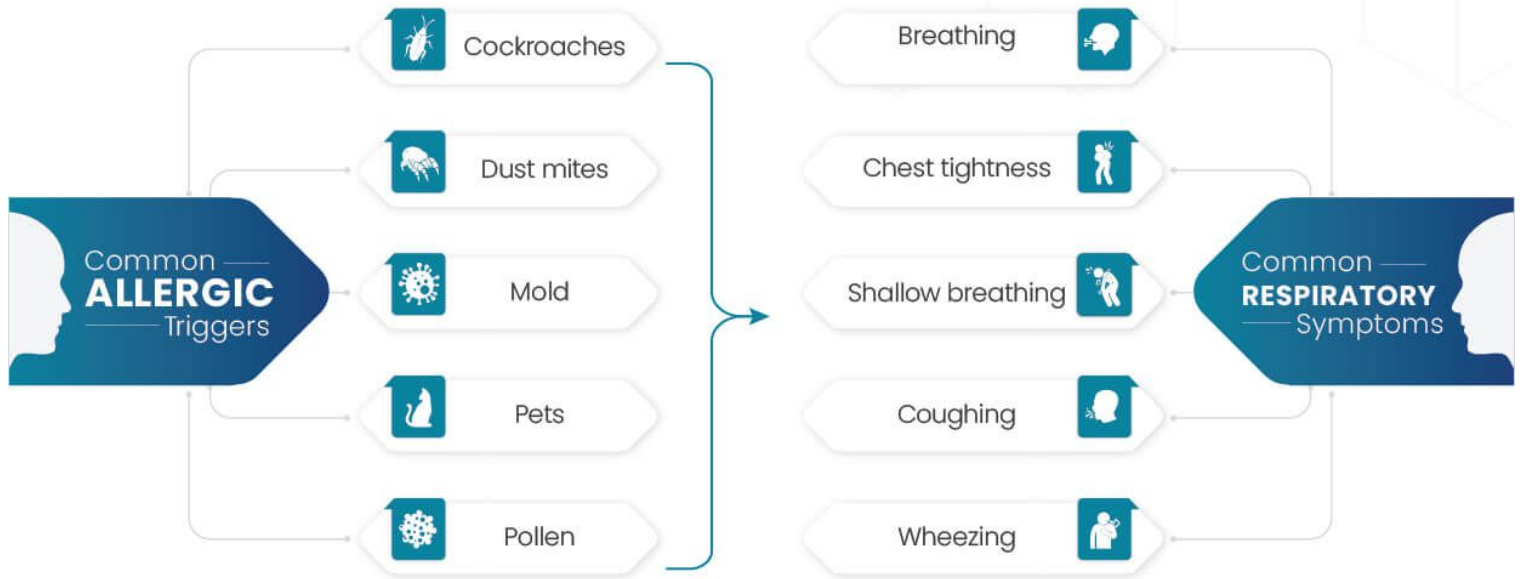 Common
ALLERGIC
Triggers
Cockroaches
Dust mites
Mold
Pets
Pollen
Breathing
Chest tightness
Shallow breathing
Coughing
Wheezing
Common
RESPIRATORY
Symptoms